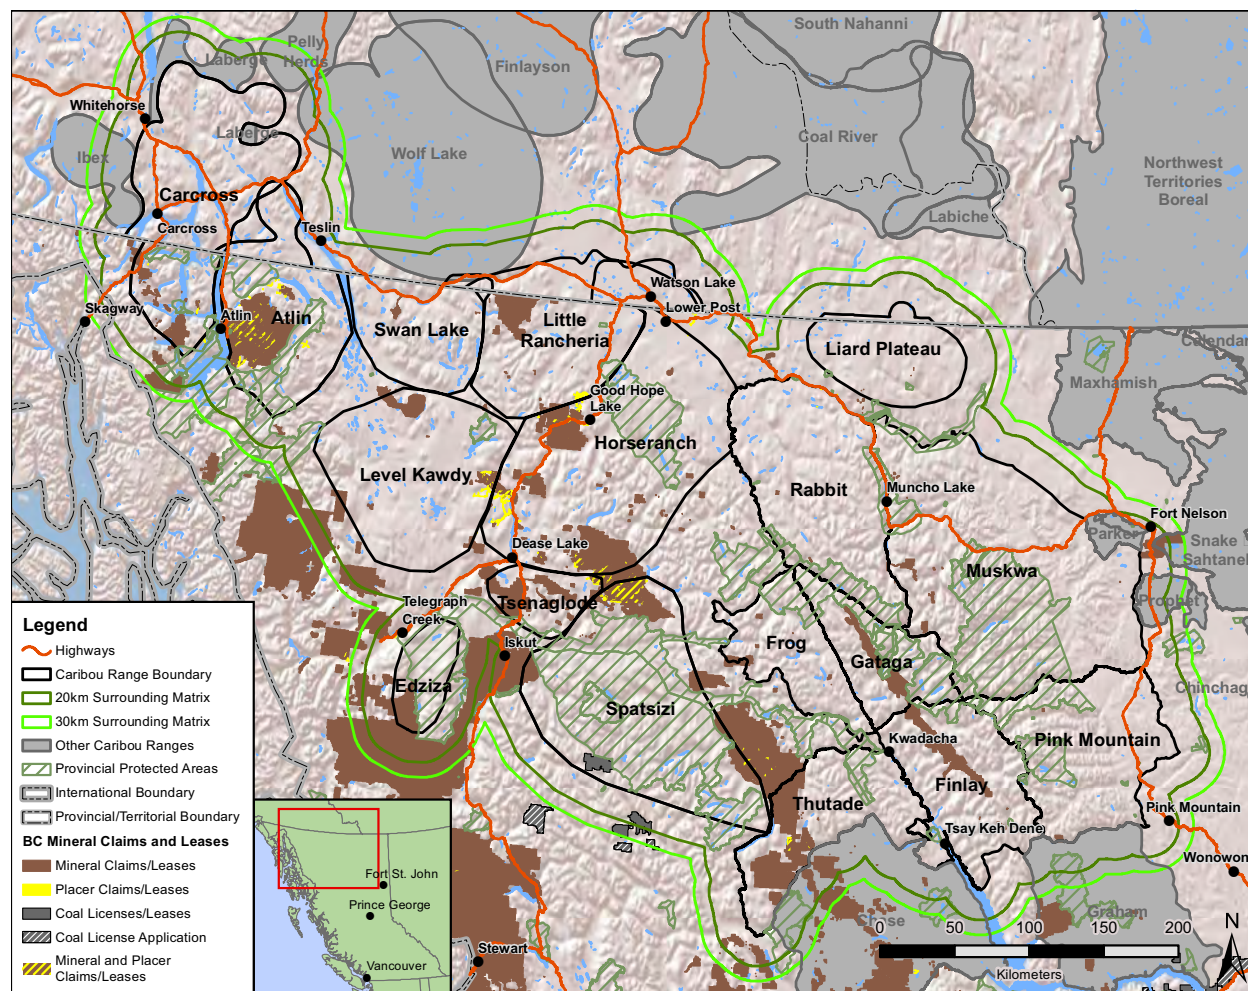 South Nahanni
Pelly
Herds
Laberge
Finlayson
Whitehorse
Laberge
Coal River
Ibex
Wolf Lake
Northwest
Territories
Boreal
Carcross
Carcross
Teslin
Labiche
Watson Lake
Skagway
Lower Post
Atlin
Atlin
Swan Lake
Little
Rancheria
Liard Plateau
Calendar
Maxhamish
Good Hope
Lake
Horseranch
Level Kawdy
Rabbit
Muncho Lake
Fort Nelson
Parker
Snake
Sahtaneh
Dease Lake
Muskwa
Prophet
Telegraph
Creek
Tsenaglode
Iskut
Frog
Gataga
Edziza
Spatsizi
Chinchag
Kwadacha
Pink Mountain
Finlay
Thutade
Pink Mountain
Tsay Keh Dene
Wonowon
Chase
Graham
Stewart
Legend
Highways
Caribou Range Boundary
20km Surrounding Matrix
30km Surrounding Matrix
Other Caribou Ranges
Provincial Protected Areas
International Boundary
Provincial/Territorial Boundary
BC Mineral Claims and Leases
Mineral Claims/Leases
Placer Claims/Leases
Coal Licenses/Leases
Coal License Application
Mineral and Placer
Claims/Leases
Fort St. John
Prince George
Vancouver
0 50 100 150 200
Kilometers
N